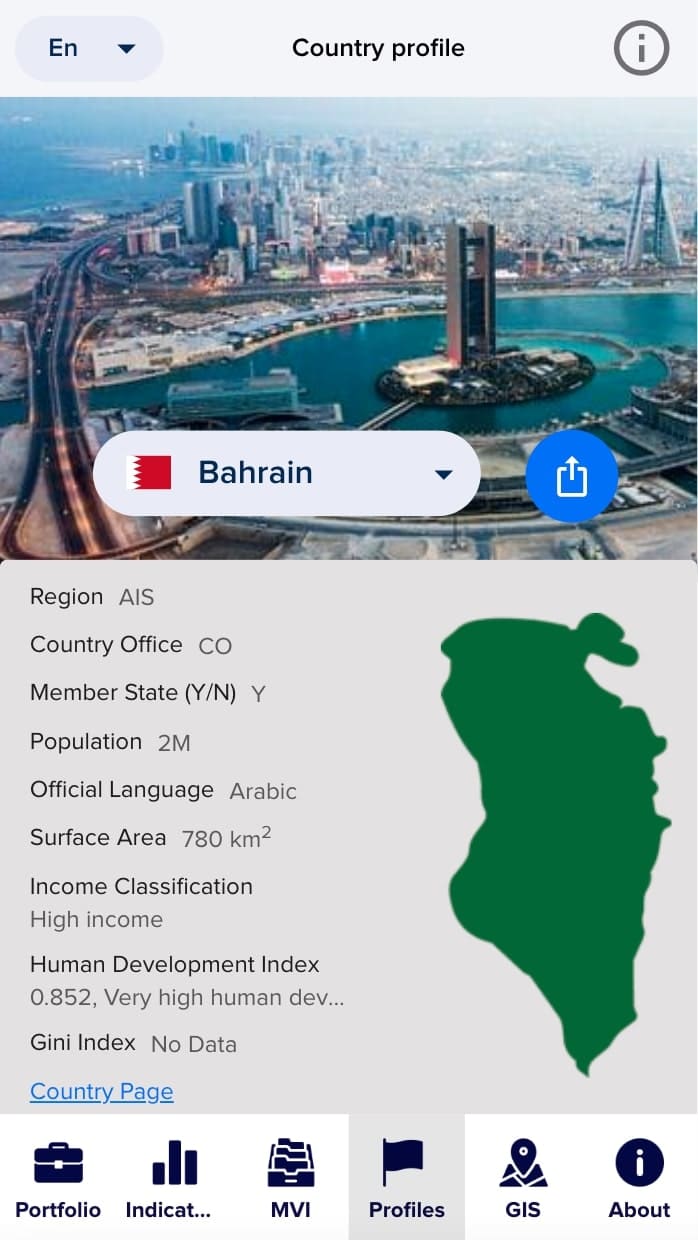 En
Country profile
Bahrain
Region AIS
Country Office CO
Member State (Y/N) Y
Population 2M
Official Language Arabic
Surface Area 780 km²
Income Classification
High income
Human Development Index
0.852, Very high human dev...
Gini Index No Data
Country Page
Portfolio Indicat... MVI Profiles GIS About